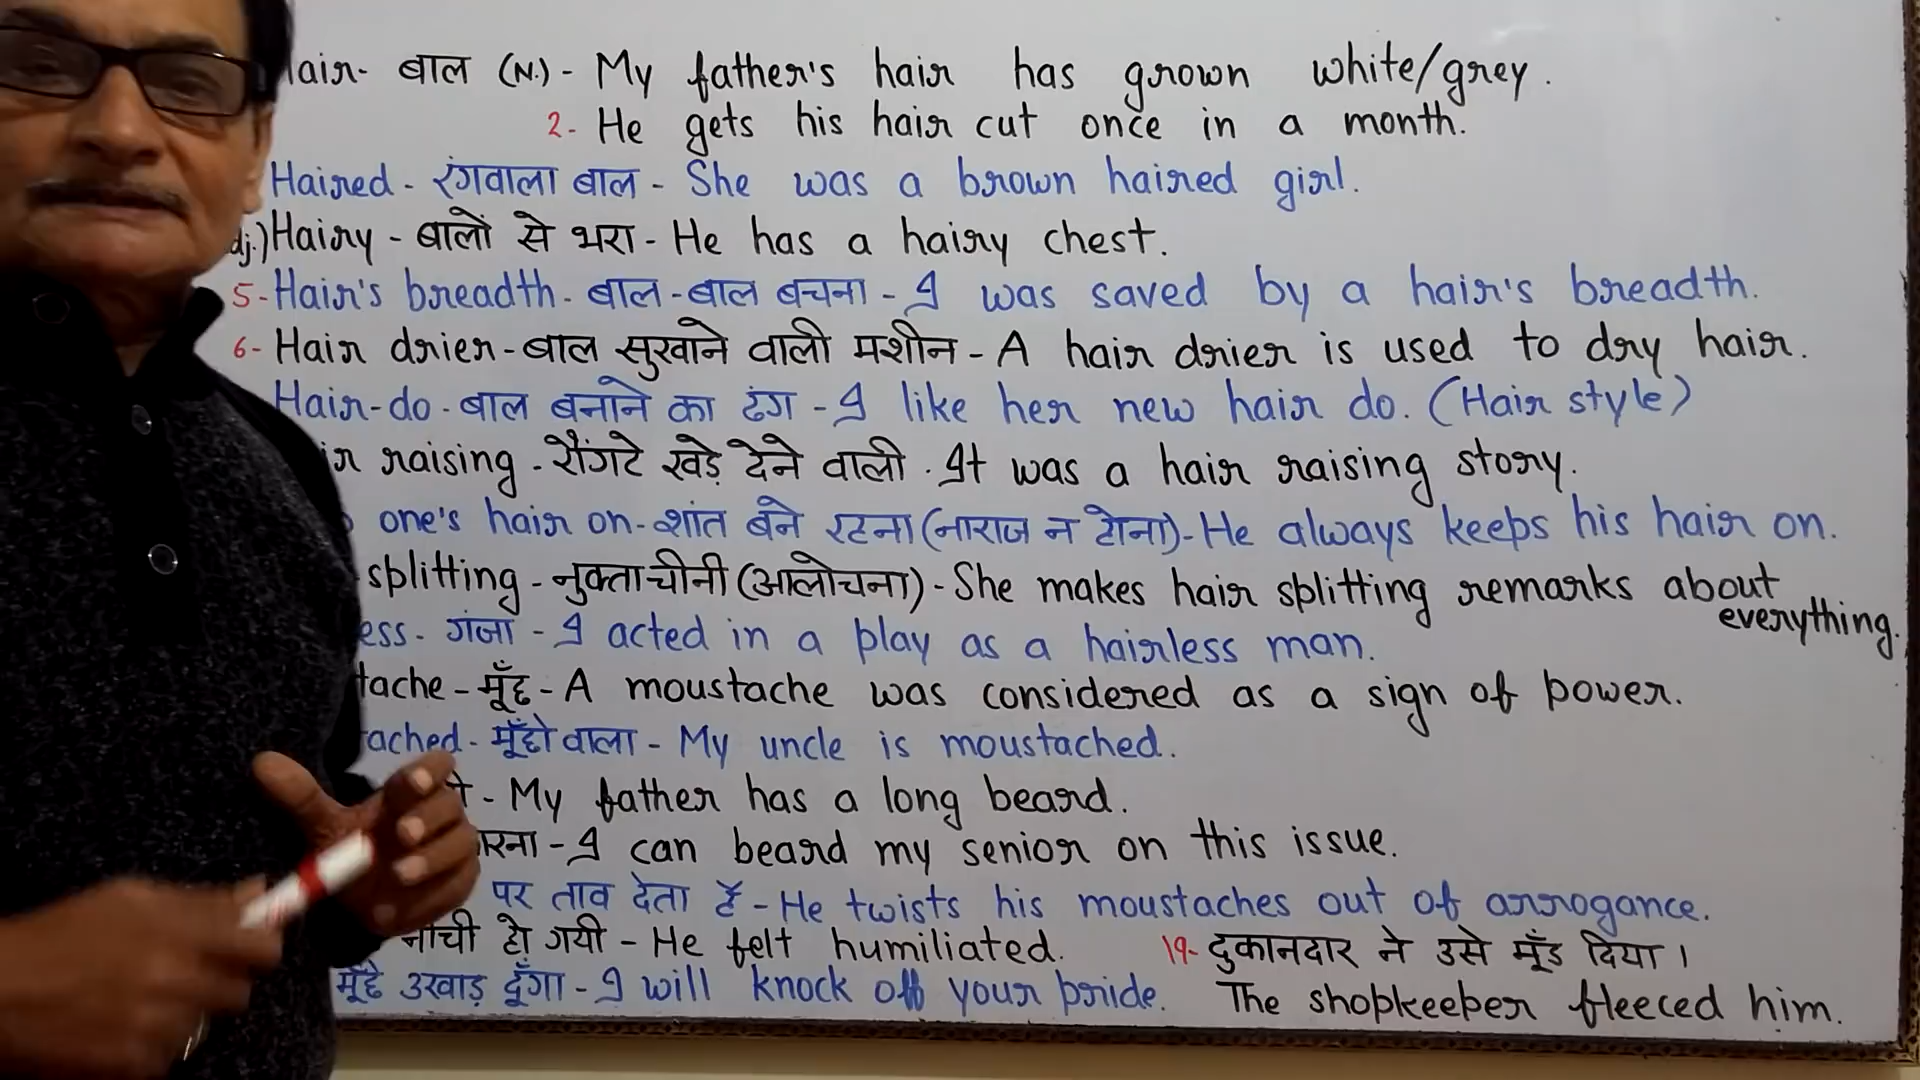 air- बाल (N.) - My father's hair has grown white/grey.
2- He gets his hair cut once in a month.
Haired - रंगवाला बाल - She was a brown haired girl.
dj.) Hairy - बालों से भरा - He has a hairy chest.
5- Hair's breadth - बाल-बाल बचना - I was saved by a hair's breadth.
6- Hair drier - बाल सुखाने वाली मशीन - A hair drier is used to dry hair.
Hair-do - बाल बनाने का ढंग - I like her new hair do. (Hair style)
ir raising - रोंगटे खड़े देने वाली . It was a hair raising story.
one's hair on - शांत बने रहना (नाराज न होना) - He always keeps his hair on.
splitting - नुक्ताचीनी (आलोचना) - She makes hair splitting remarks about everything.
ess - गंजा - I acted in a play as a hairless man.
tache - मूँछ - A moustache was considered as a sign of power.
ached - मूँछो वाला - My uncle is moustached.
- My father has a long beard.
रना - I can beard my senior on this issue.
पर ताव देता है - He twists his moustaches out of arrogance.
नीची हो गयी - He felt humiliated.
मूँछे उखाड़ दूँगा - I will knock off your pride.
19- दुकानदार ने उसे मूँड दिया।
The shopkeeper fleeced him.